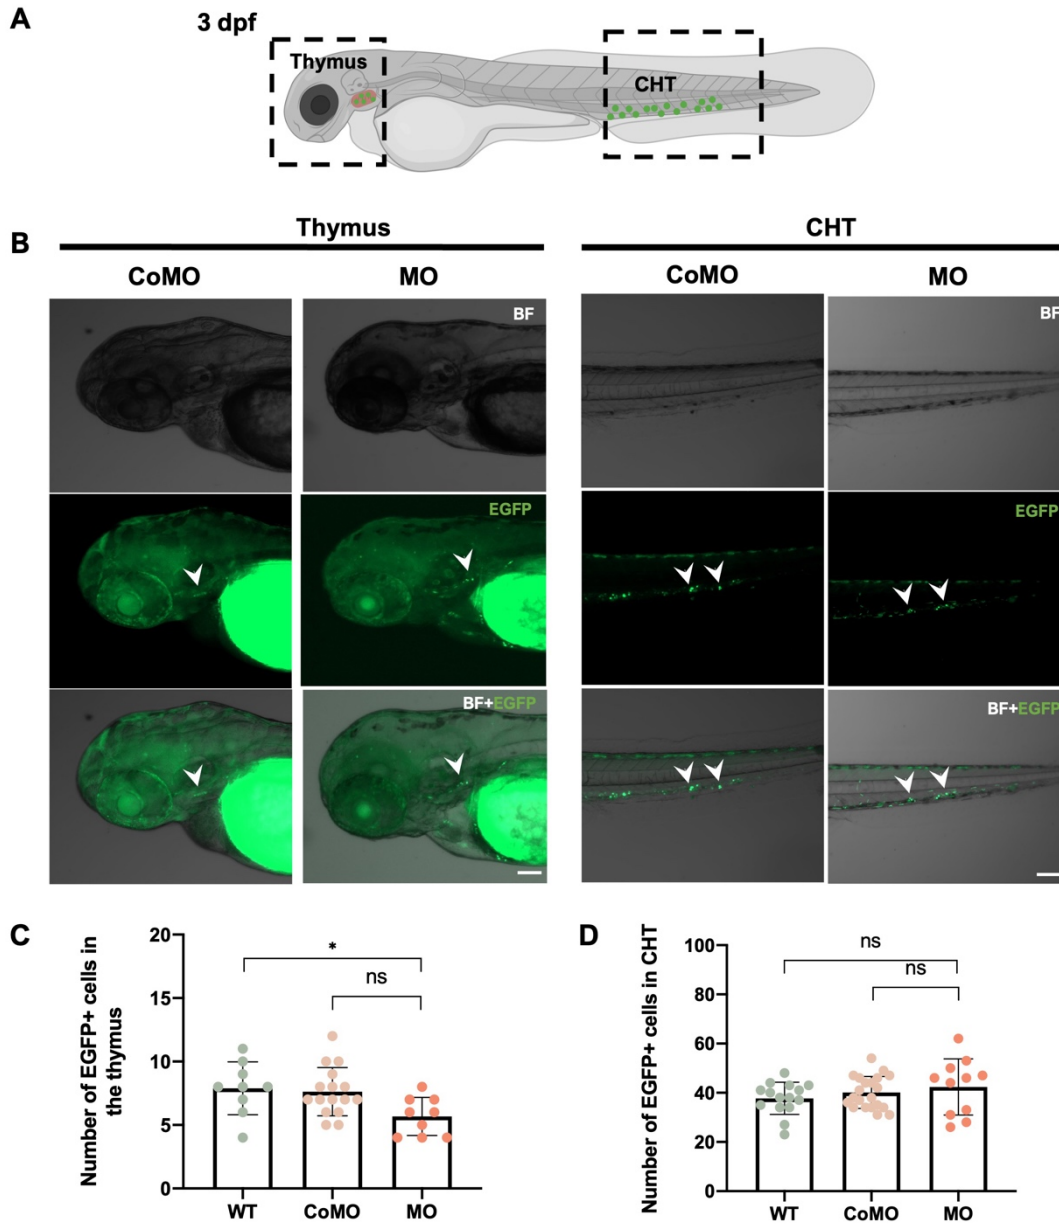 A
3 dpf
Thymus
CHT
B
Thymus
CHT
CoMO
MO
CoMO
MO
BF
BF
EGFP
EGFP
BF+EGFP
BF+EGFP
C
Number of EGFP+ cells in
the thymus
20
15
10
5
0
*
ns
WT
CoMO
MO
D
Number of EGFP+ cells in CHT
100
80
60
40
20
0
ns
ns
WT
CoMO
MO